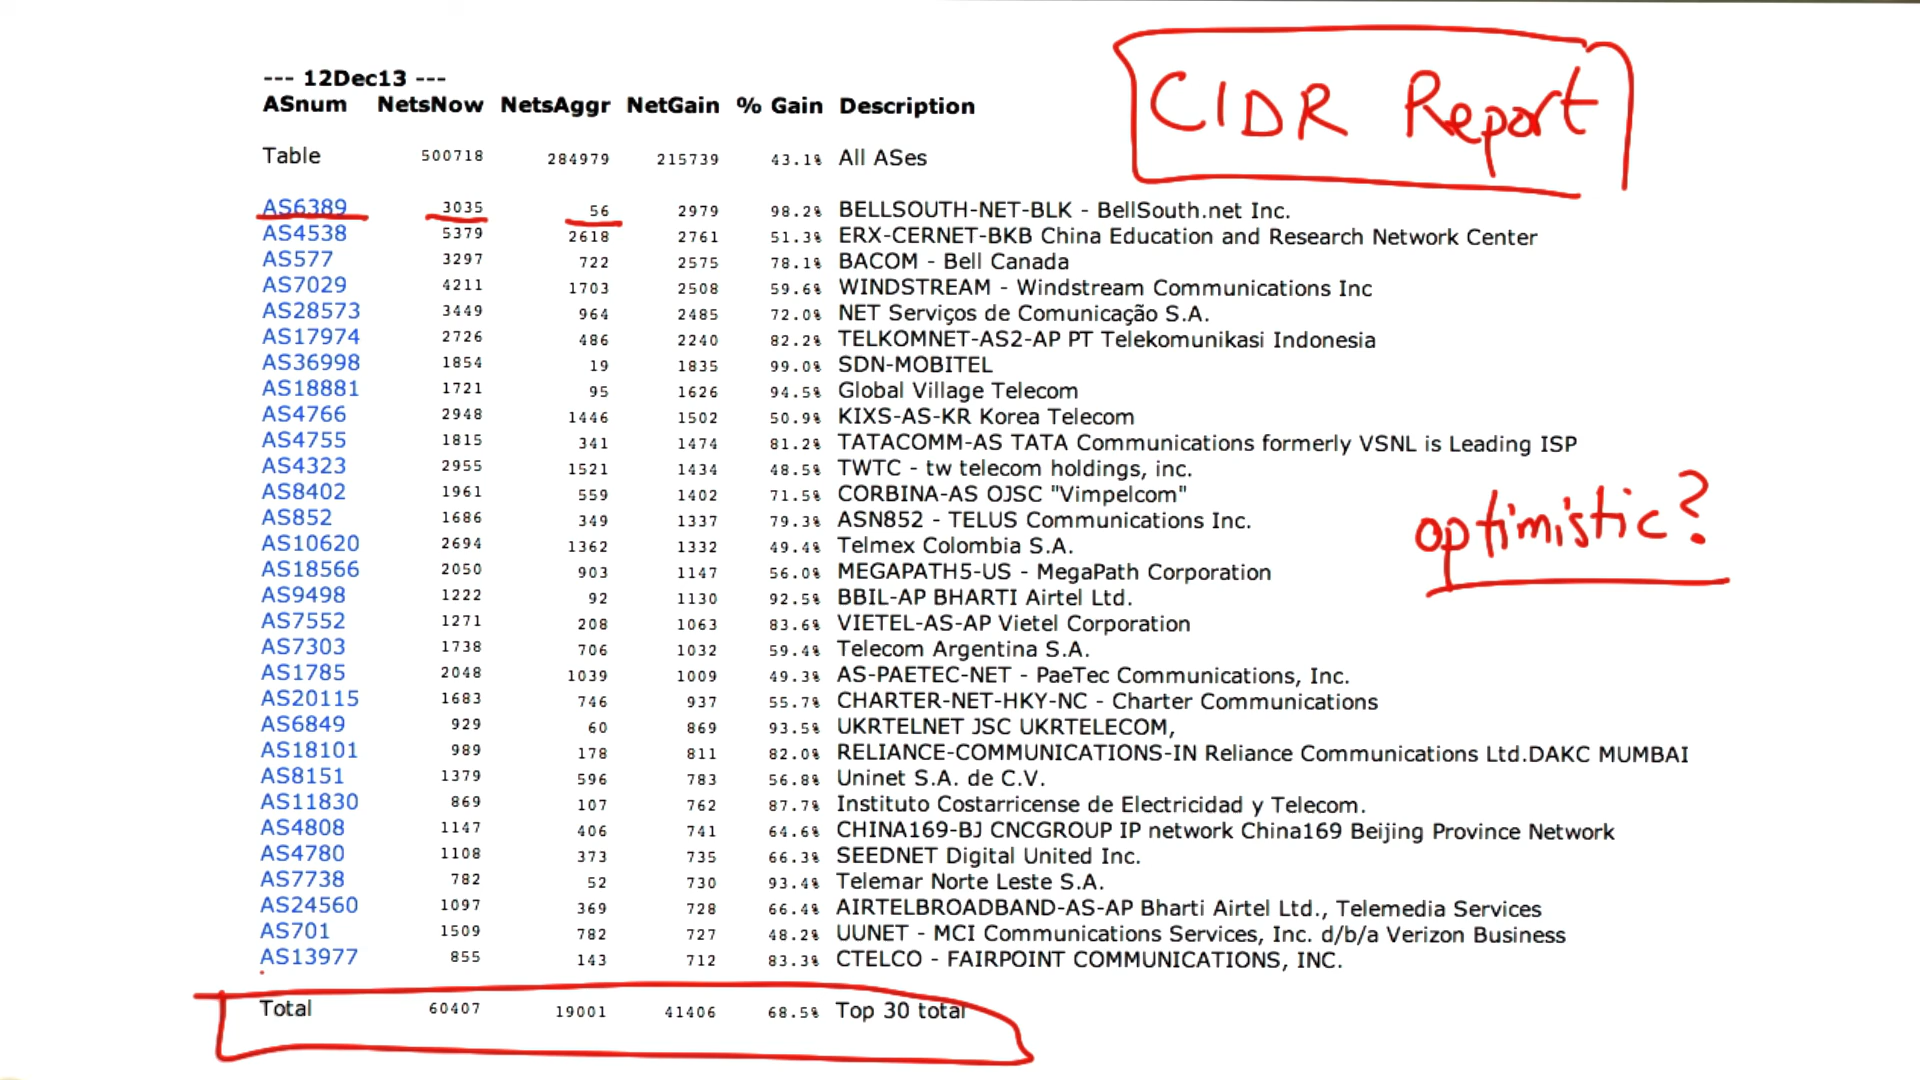 --- 12Dec13 ---
ASnum NetsNow NetsAggr NetGain % Gain Description
CIDR Report
Table 500718 284979 215739 43.1% All ASes
AS6389 3035 56 2979 98.2% BELLSOUTH-NET-BLK - BellSouth.net Inc.
AS4538 5379 2618 2761 51.3% ERX-CERNET-BKB China Education and Research Network Center
AS577 3297 722 2575 78.1% BACOM - Bell Canada
AS7029 4211 1703 2508 59.6% WINDSTREAM - Windstream Communications Inc
AS28573 3449 964 2485 72.0% NET Serviços de Comunicação S.A.
AS17974 2726 486 2240 82.2% TELKOMNET-AS2-AP PT Telekomunikasi Indonesia
AS36998 1854 19 1835 99.0% SDN-MOBITEL
AS18881 1721 95 1626 94.5% Global Village Telecom
AS4766 2948 1446 1502 50.9% KIXS-AS-KR Korea Telecom
AS4755 1815 341 1474 81.2% TATACOMM-AS TATA Communications formerly VSNL is Leading ISP
AS4323 2955 1521 1434 48.5% TWTC - tw telecom holdings, inc.
AS8402 1961 559 1402 71.5% CORBINA-AS OJSC "Vimpelcom"
AS852 1686 349 1337 79.3% ASN852 - TELUS Communications Inc.
optimistic?
AS10620 2694 1362 1332 49.4% Telmex Colombia S.A.
AS18566 2050 903 1147 56.0% MEGAPATH5-US - MegaPath Corporation
AS9498 1222 92 1130 92.5% BBIL-AP BHARTI Airtel Ltd.
AS7552 1271 208 1063 83.6% VIETEL-AS-AP Vietel Corporation
AS7303 1738 706 1032 59.4% Telecom Argentina S.A.
AS1785 2048 1039 1009 49.3% AS-PAETEC-NET - PaeTec Communications, Inc.
AS20115 1683 746 937 55.7% CHARTER-NET-HKY-NC - Charter Communications
AS6849 929 60 869 93.5% UKRTELNET JSC UKRTELECOM,
AS18101 989 178 811 82.0% RELIANCE-COMMUNICATIONS-IN Reliance Communications Ltd.DAKC MUMBAI
AS8151 1379 596 783 56.8% Uninet S.A. de C.V.
AS11830 869 107 762 87.7% Instituto Costarricense de Electricidad y Telecom.
AS4808 1147 406 741 64.6% CHINA169-BJ CNCGROUP IP network China169 Beijing Province Network
AS4780 1108 373 735 66.3% SEEDNET Digital United Inc.
AS7738 782 52 730 93.4% Telemar Norte Leste S.A.
AS24560 1097 369 728 66.4% AIRTELBROADBAND-AS-AP Bharti Airtel Ltd., Telemedia Services
AS701 1509 782 727 48.2% UUNET - MCI Communications Services, Inc. d/b/a Verizon Business
AS13977 855 143 712 83.3% CTELCO - FAIRPOINT COMMUNICATIONS, INC.
Total 60407 19001 41406 68.5% Top 30 total